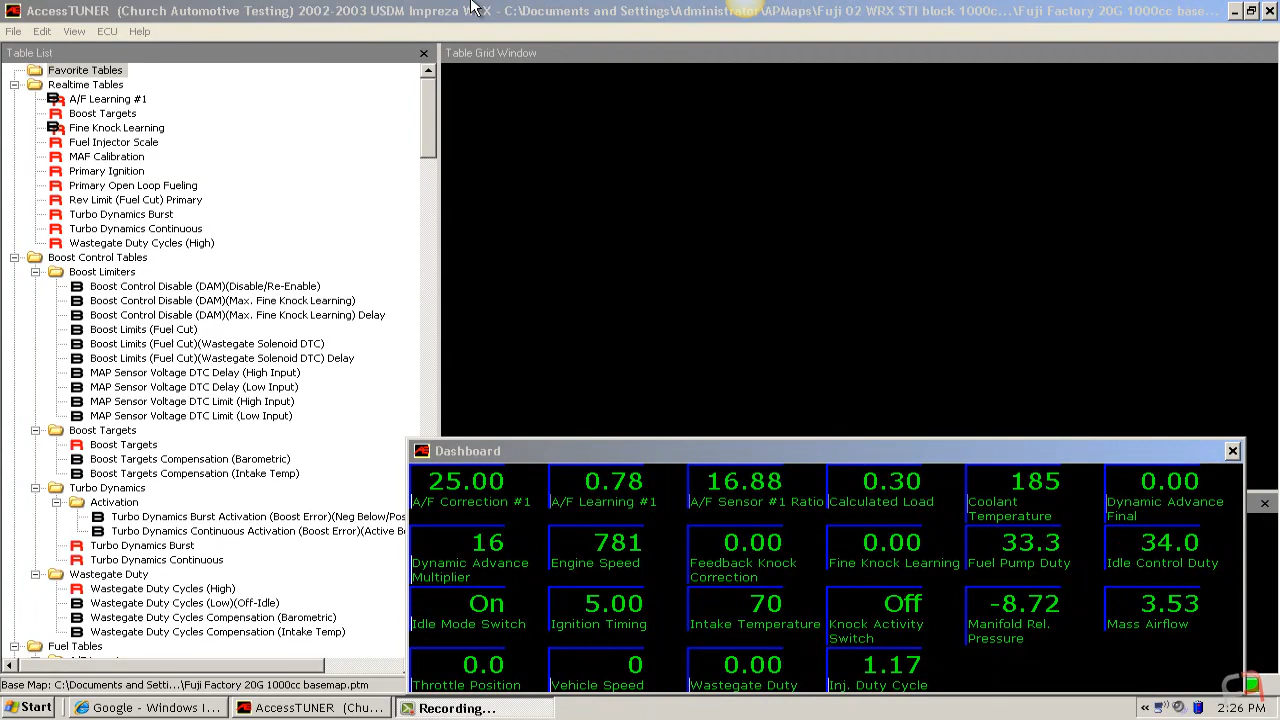 AccessTUNER (Church Automotive Testing) 2002-2003 USDM Impreza WRX - C:\Documents and Settings\Administrator\APMaps\Fuji 02 WRX STI block 1000c...\Fuji Factory 20G 1000cc base...
File Edit View ECU Help
Table List
Table Grid Window
Favorite Tables
Realtime Tables
A/F Learning #1
Boost Targets
Fine Knock Learning
Fuel Injector Scale
MAF Calibration
Primary Ignition
Primary Open Loop Fueling
Rev Limit (Fuel Cut) Primary
Turbo Dynamics Burst
Turbo Dynamics Continuous
Wastegate Duty Cycles (High)
Boost Control Tables
Boost Limiters
Boost Control Disable (DAM)(Disable/Re-Enable)
Boost Control Disable (DAM)(Max. Fine Knock Learning)
Boost Control Disable (DAM)(Max. Fine Knock Learning) Delay
Boost Limits (Fuel Cut)
Boost Limits (Fuel Cut)(Wastegate Solenoid DTC)
Boost Limits (Fuel Cut)(Wastegate Solenoid DTC) Delay
MAP Sensor Voltage DTC Delay (High Input)
MAP Sensor Voltage DTC Delay (Low Input)
MAP Sensor Voltage DTC Limit (High Input)
MAP Sensor Voltage DTC Limit (Low Input)
Boost Targets
Boost Targets
Boost Targets Compensation (Barometric)
Boost Targets Compensation (Intake Temp)
Turbo Dynamics
Activation
Turbo Dynamics Burst Activation (Boost Error)(Neg Below/Po
Turbo Dynamics Continuous Activation (Boost Error)(Active B
Turbo Dynamics Burst
Turbo Dynamics Continuous
Wastegate Duty
Wastegate Duty Cycles (High)
Wastegate Duty Cycles (Low)(Off-Idle)
Wastegate Duty Cycles Compensation (Barometric)
Wastegate Duty Cycles Compensation (Intake Temp)
Fuel Tables
Base Map: C:\Documents and Setti...\Fuji Factory 20G 1000cc basemap.ptm
Dashboard
25.00 0.78 16.88 0.30 185 0.00
A/F Correction #1 A/F Learning #1 A/F Sensor #1 Ratio Calculated Load Coolant Temperature Dynamic Advance Final
16 781 0.00 0.00 33.3 34.0
Dynamic Advance Multiplier Engine Speed Feedback Knock Correction Fine Knock Learning Fuel Pump Duty Idle Control Duty
On 5.00 70 Off -8.72 3.53
Idle Mode Switch Ignition Timing Intake Temperature Knock Activity Switch Manifold Rel. Pressure Mass Airflow
0.0 0 0.00 1.17
Throttle Position Vehicle Speed Wastegate Duty Inj. Duty Cycle
Start Google - Windows I... AccessTUNER (Chu... Recording... 2:26 PM